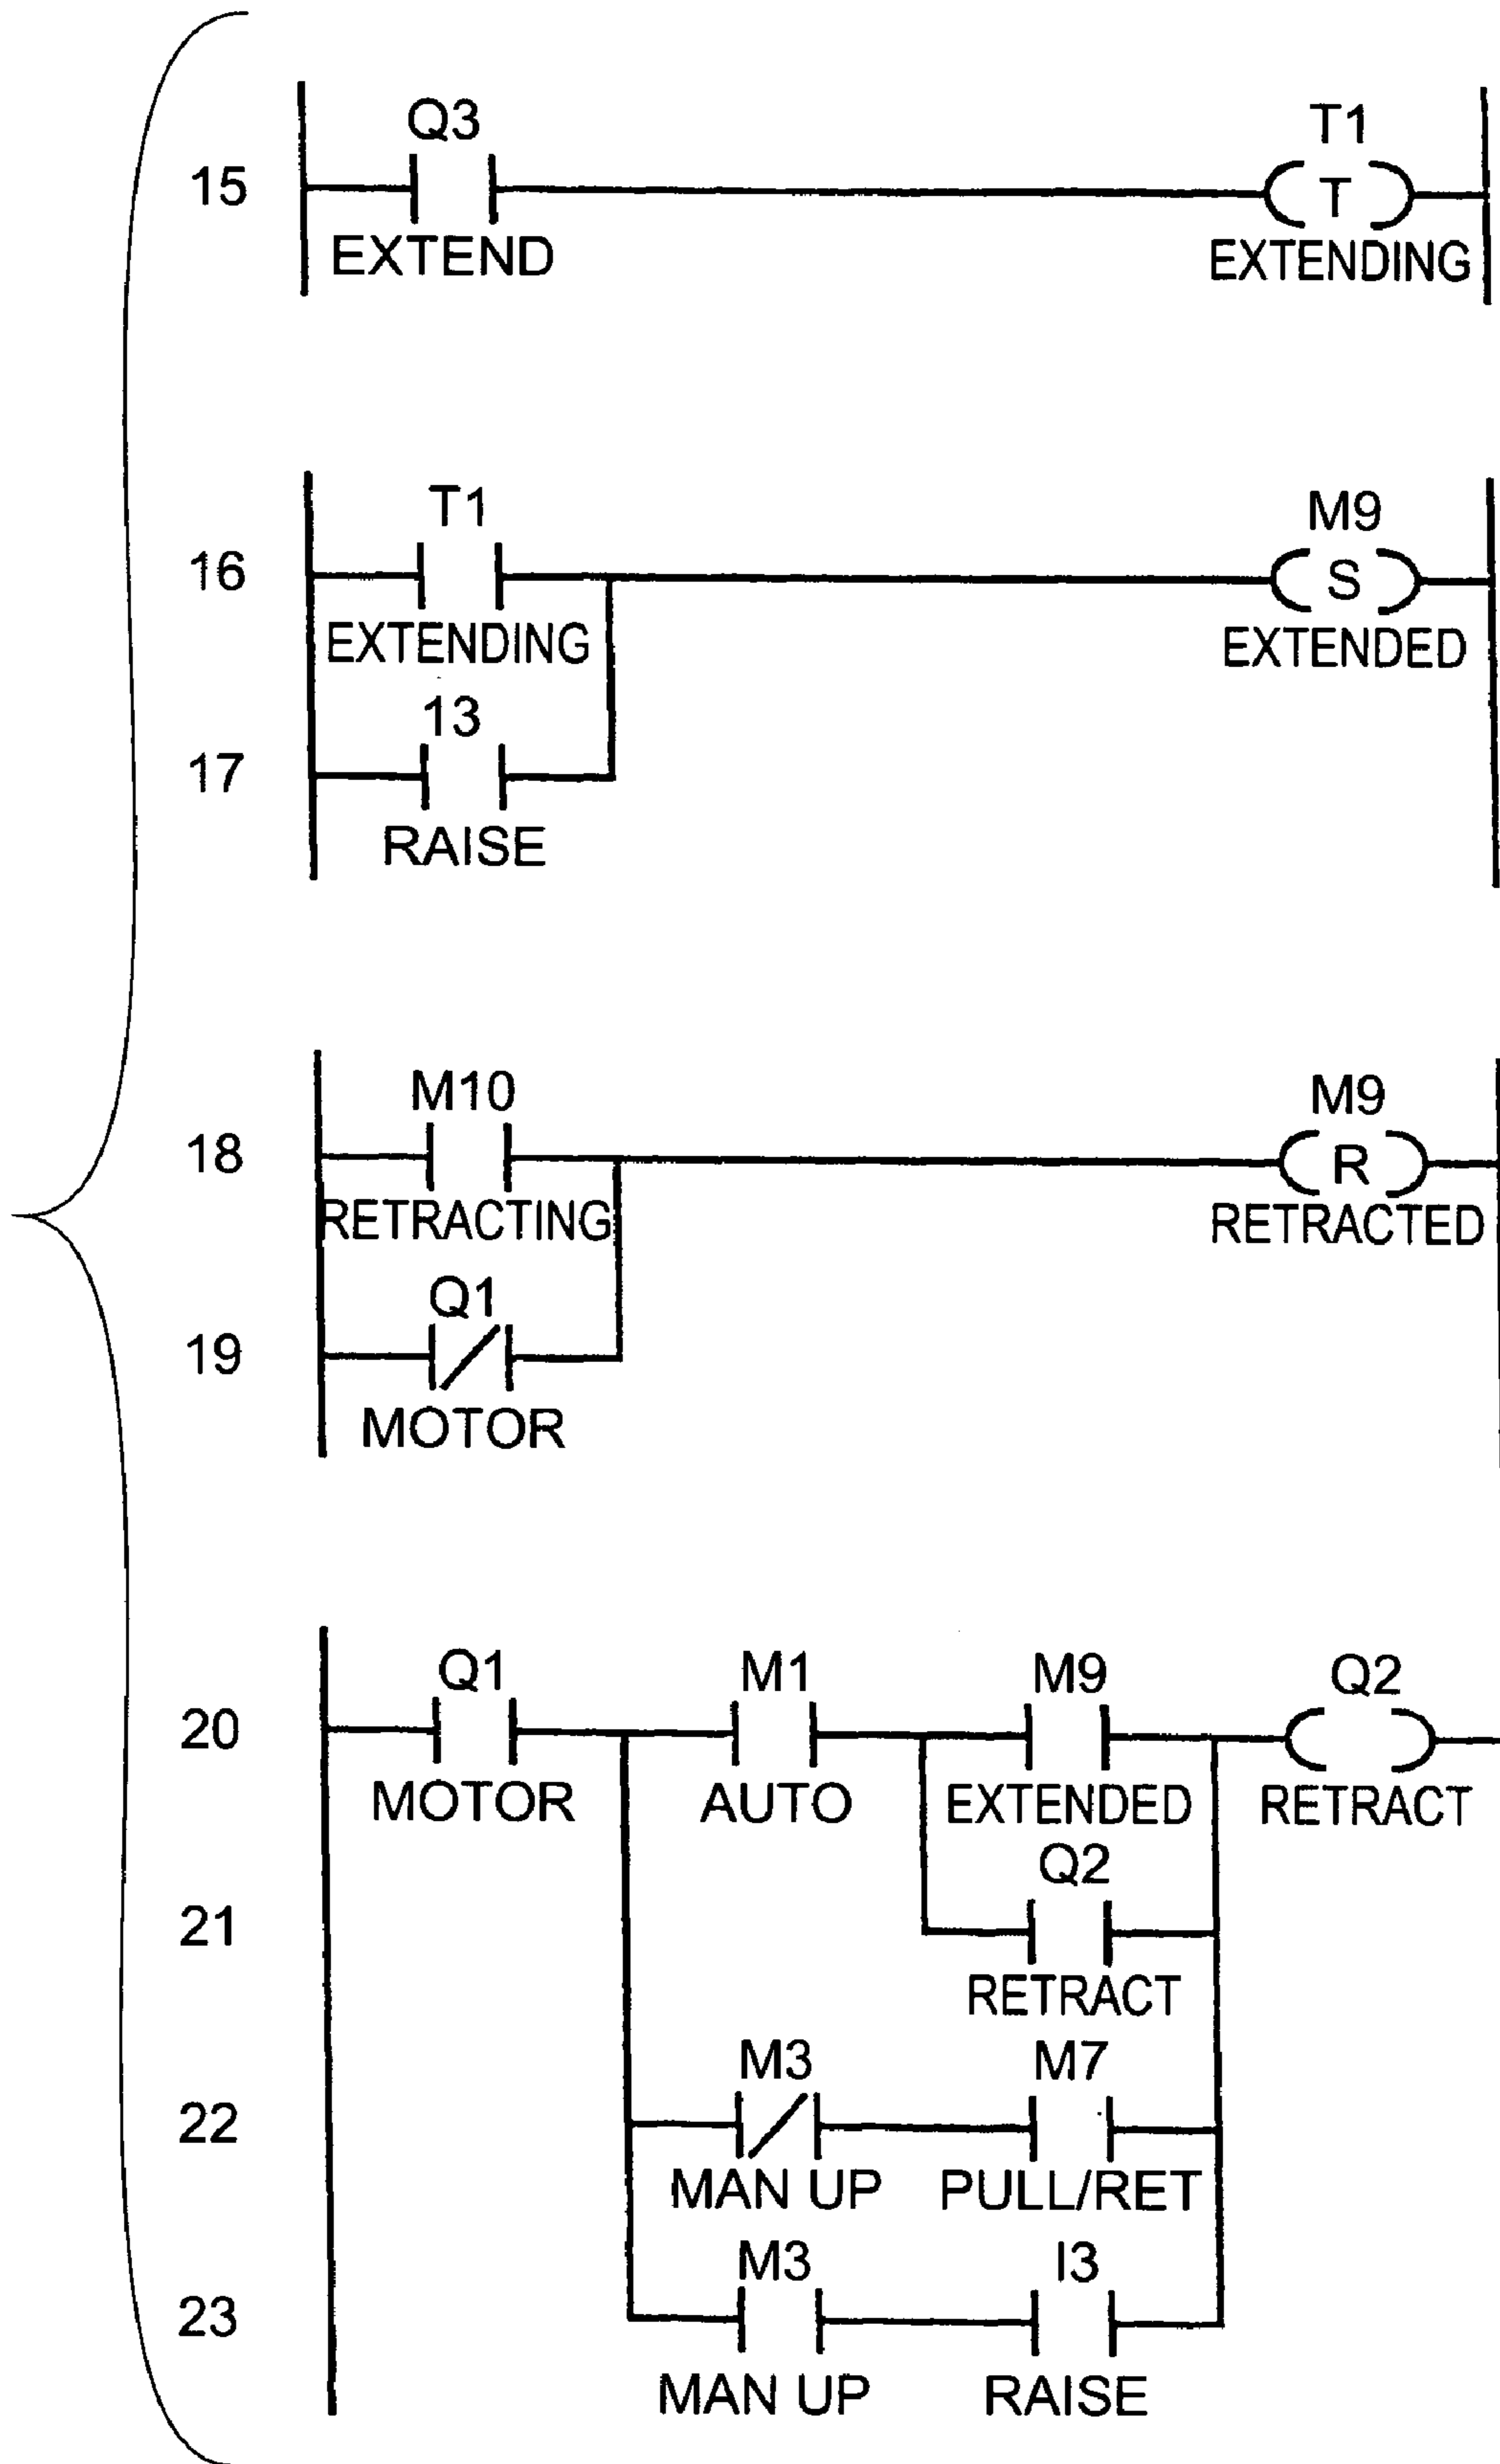 Q3 T1
15 T
EXTEND EXTENDING
T1 M9
16 S
EXTENDING EXTENDED
13
17
RAISE
M10 M9
18 R
RETRACTING RETRACTED
Q1
19
MOTOR
Q1 M1 M9 Q2
20
MOTOR AUTO EXTENDED RETRACT
Q2
21
RETRACT
M3 M7
22
MAN UP PULL/RET
M3 I3
23
MAN UP RAISE